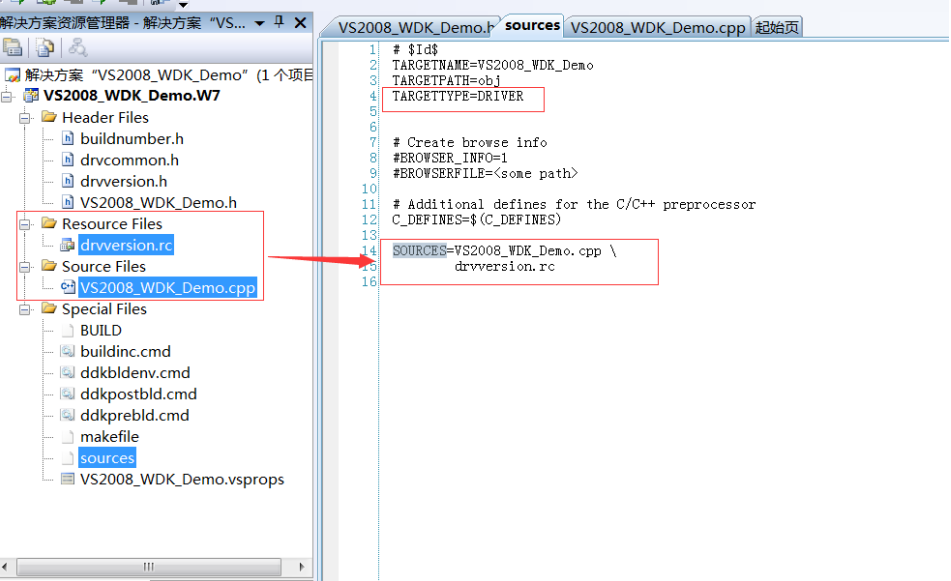 解决方案资源管理器 - 解决方案 “VS...
解决方案 “VS2008_WDK_Demo” (1 个项目
VS2008_WDK_Demo.W7
Header Files
buildnumber.h
drvcommon.h
drvversion.h
VS2008_WDK_Demo.h
Resource Files
drvversion.rc
Source Files
VS2008_WDK_Demo.cpp
Special Files
BUILD
buildinc.cmd
ddkbldenv.cmd
ddkpostbld.cmd
ddkprebld.cmd
makefile
sources
VS2008_WDK_Demo.vsprops
VS2008_WDK_Demo.h sources VS2008_WDK_Demo.cpp 起始页
1 # $Id$
2 TARGETNAME=VS2008_WDK_Demo
3 TARGETPATH=obj
4 TARGETTYPE=DRIVER
5
6
7 # Create browse info
8 #BROWSER_INFO=1
9 #BROWSERFILE=<some path>
10
11 # Additional defines for the C/C++ preprocessor
12 C_DEFINES=$(C_DEFINES)
13
14 SOURCES=VS2008_WDK_Demo.cpp \
15 drvversion.rc
16